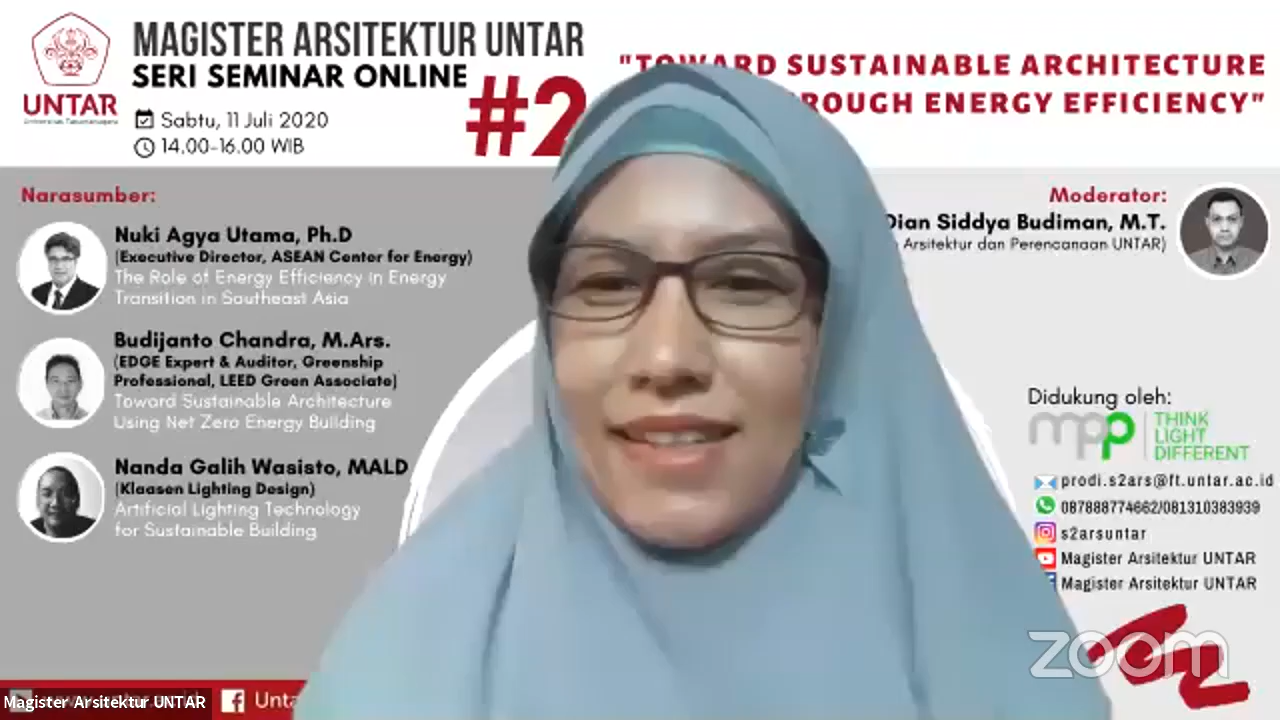 UNTAR
MAGISTER ARSITEKTUR UNTAR
SERI SEMINAR ONLINE
#2
Sabtu, 11 Juli 2020
14.00-16.00 WIB
"TOWARD SUSTAINABLE ARCHITECTURE
ROUGH ENERGY EFFICIENCY"
Narasumber:
Nuki Agya Utama, Ph.D
(Executive Director, ASEAN Center for Energy)
The Role of Energy Efficiency in Energy
Transition in Southeast Asia
Budijanto Chandra, M.Ars.
(EDGE Expert & Auditor, Greenship
Professional, LEED Green Associate)
Toward Sustainable Architecture
Using Net Zero Energy Building
Nanda Galih Wasisto, MALD
(Klaasen Lighting Design)
Artificial Lighting Technology
for Sustainable Building
Moderator:
Dian Siddya Budiman, M.T.
Arsitektur dan Perencanaan UNTAR)
Didukung oleh:
mpp
THINK
LIGHT
DIFFERENT
prodi.s2ars@ft.untar.ac.id
087888774662/081310383939
s2arsuntar
Magister Arsitektur UNTAR
Magister Arsitektur UNTAR
zoom
Magister Arsitektur UNTAR
Unta